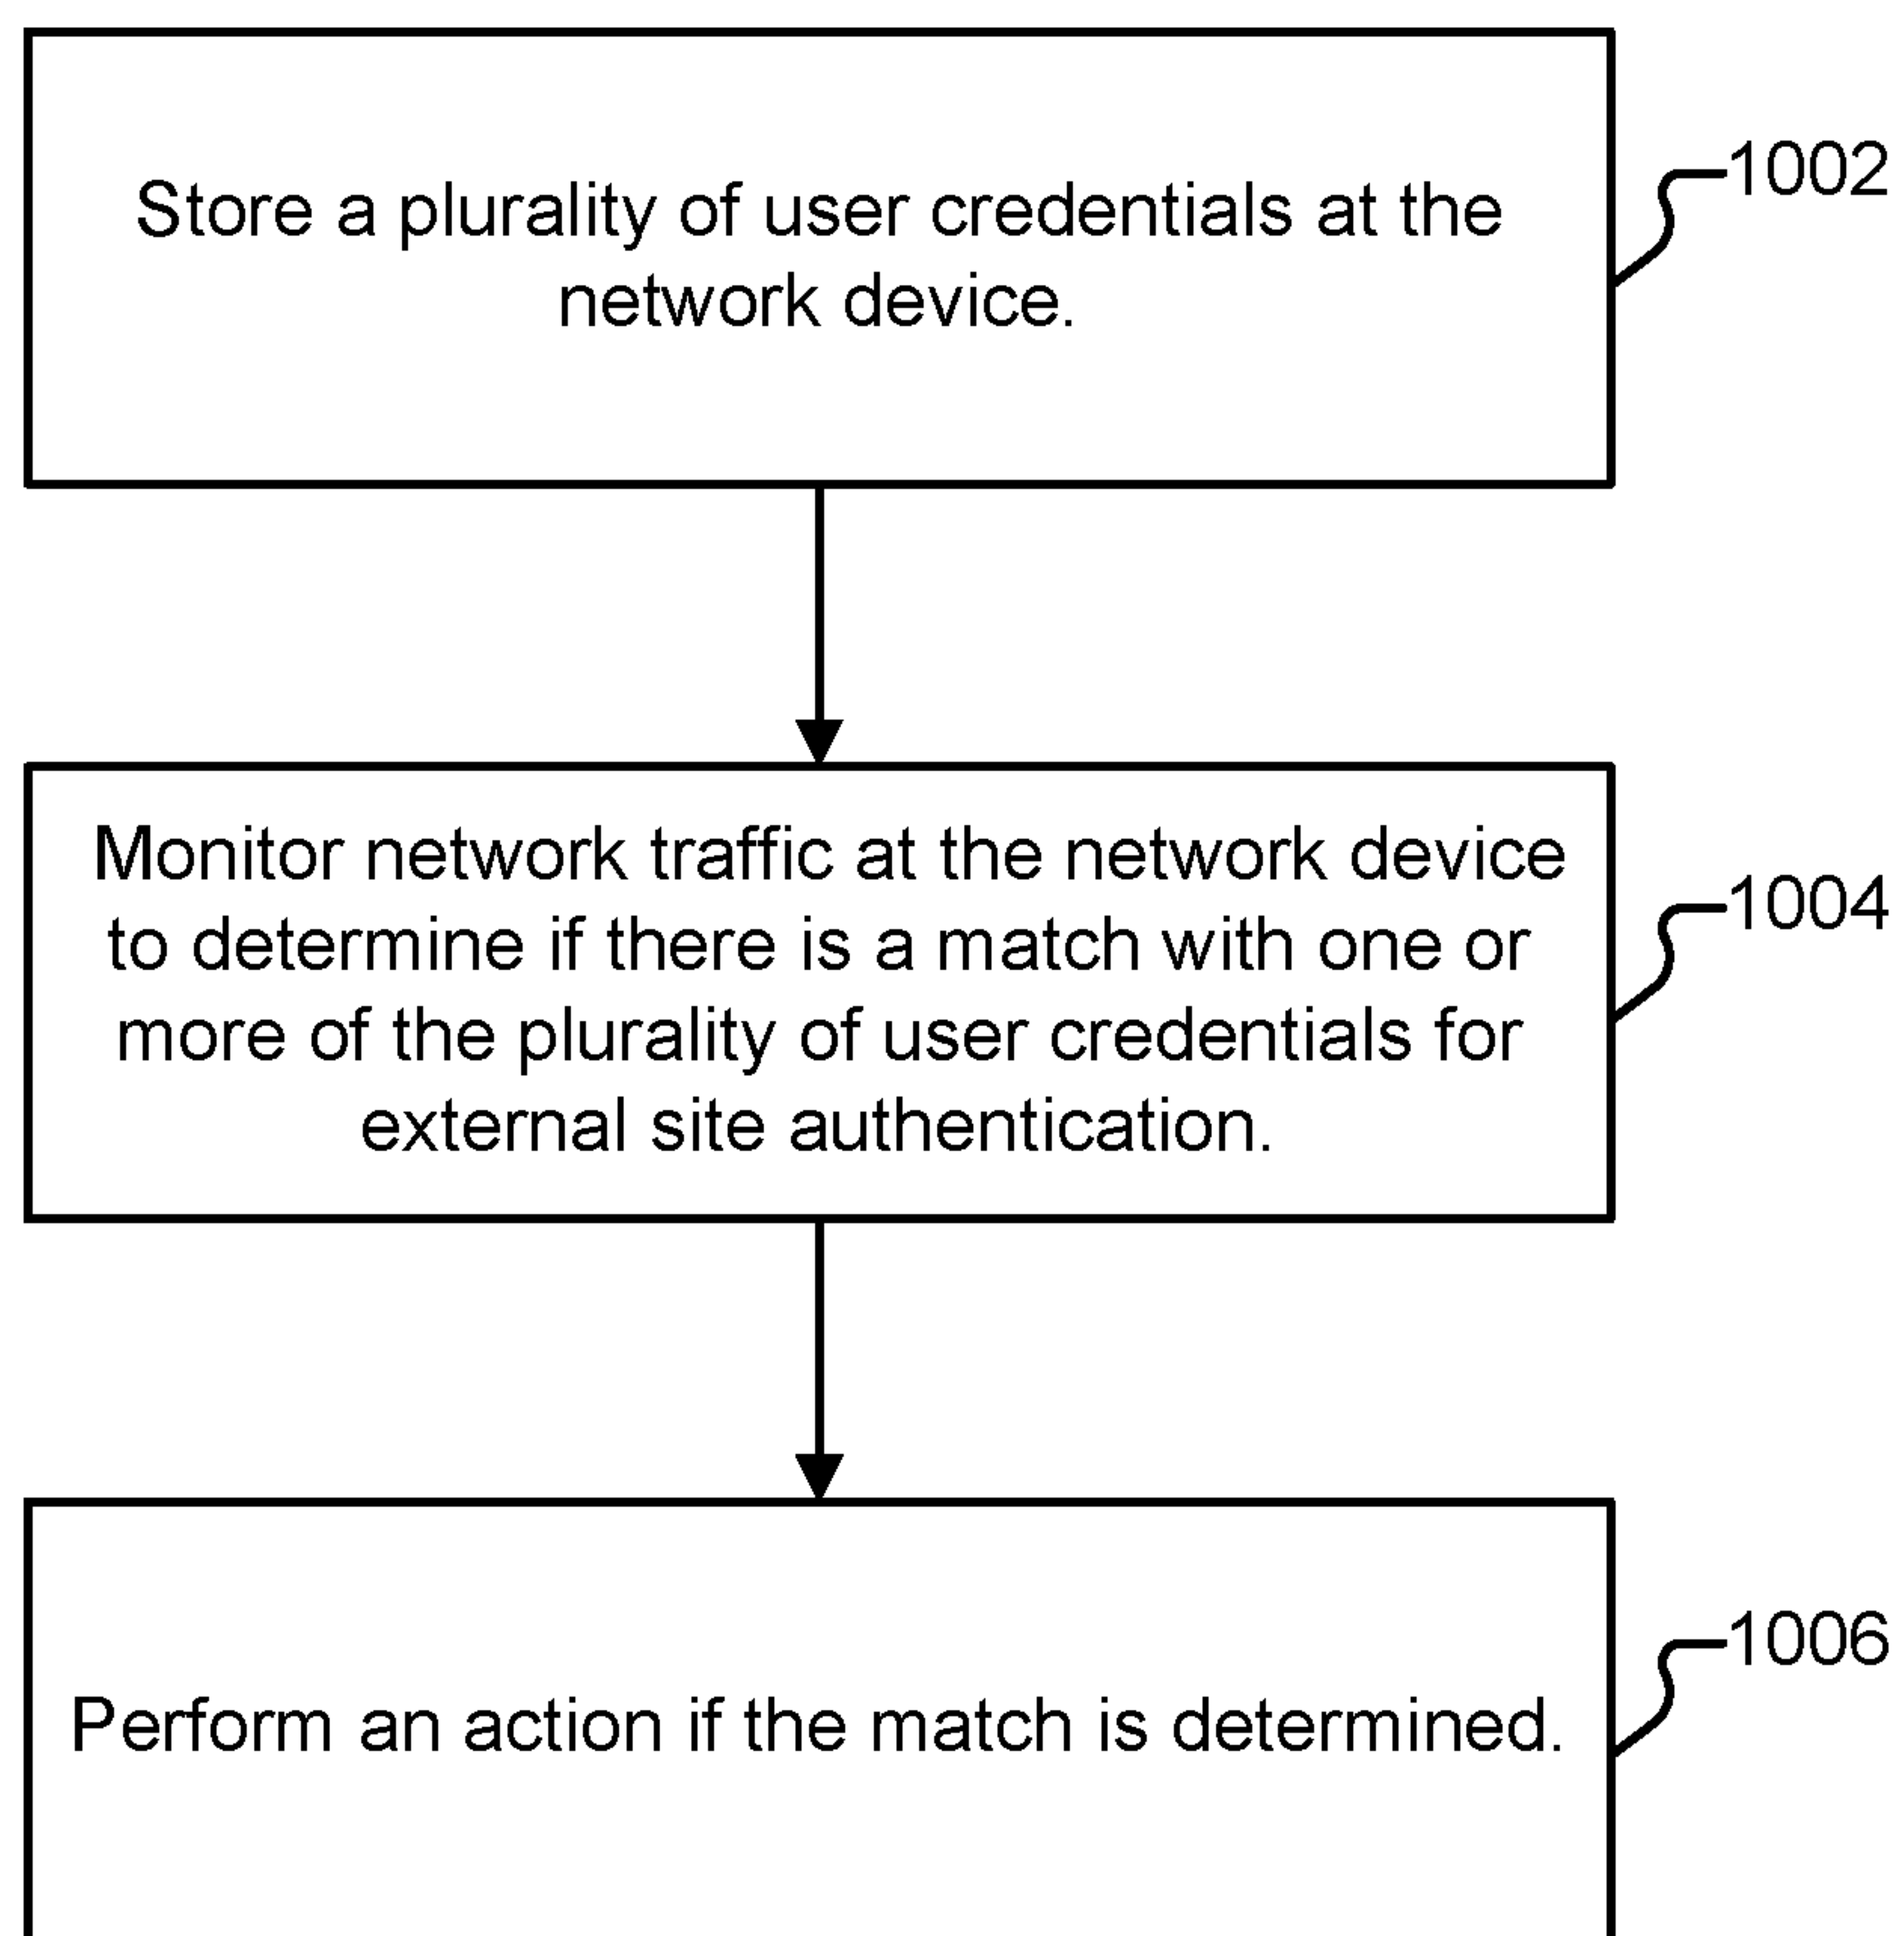 Store a plurality of user credentials at the
network device.
1002
Monitor network traffic at the network device
to determine if there is a match with one or
more of the plurality of user credentials for
external site authentication.
1004
Perform an action if the match is determined.
1006